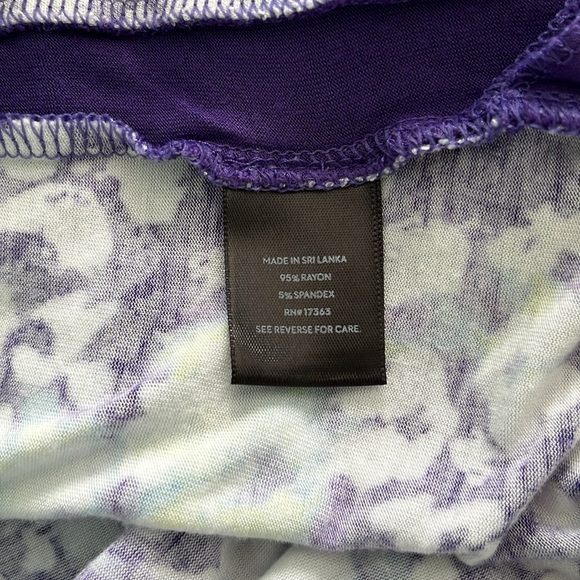 MADE IN SRI LANKA
95% RAYON
5% SPANDEX
RN# 17363
SEE REVERSE FOR CARE.